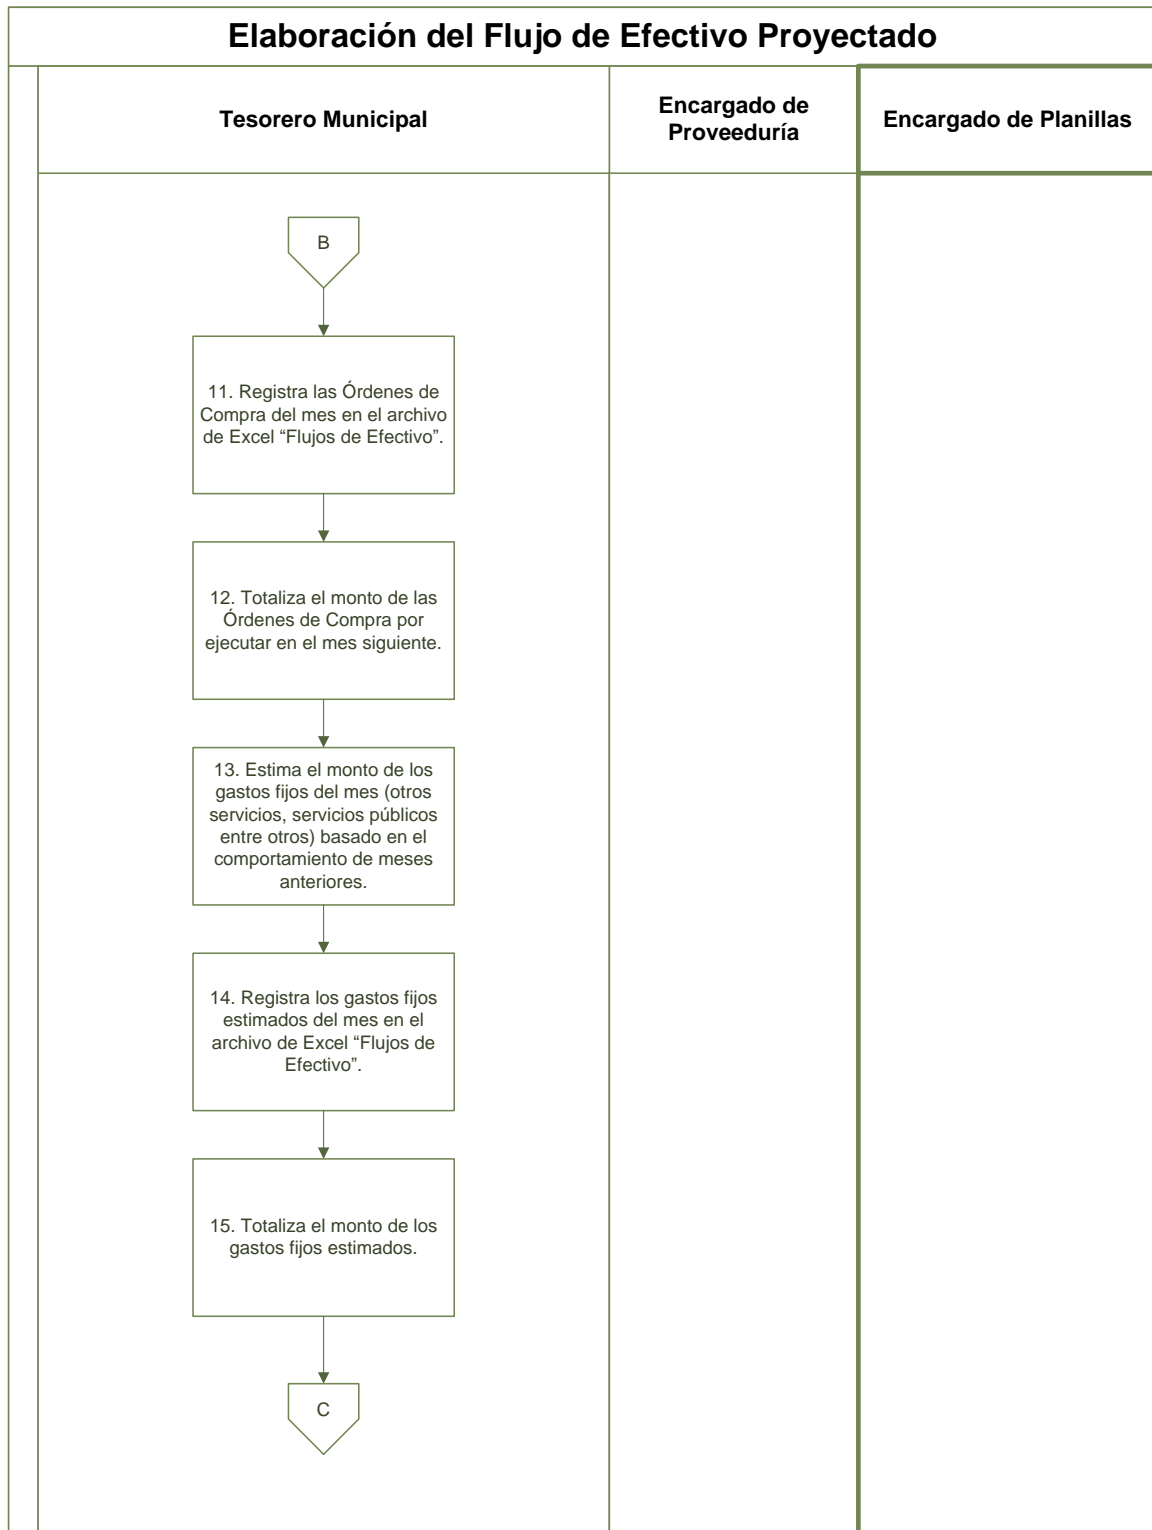 Elaboración del Flujo de Efectivo Proyectado
Tesorero Municipal
Encargado de
Proveeduría
Encargado de Planillas
B
11. Registra las Órdenes de
Compra del mes en el archivo
de Excel “Flujos de Efectivo”.
12. Totaliza el monto de las
Órdenes de Compra por
ejecutar en el mes siguiente.
13. Estima el monto de los
gastos fijos del mes (otros
servicios, servicios públicos
entre otros) basado en el
comportamiento de meses
anteriores.
14. Registra los gastos fijos
estimados del mes en el
archivo de Excel “Flujos de
Efectivo”.
15. Totaliza el monto de los
gastos fijos estimados.
C